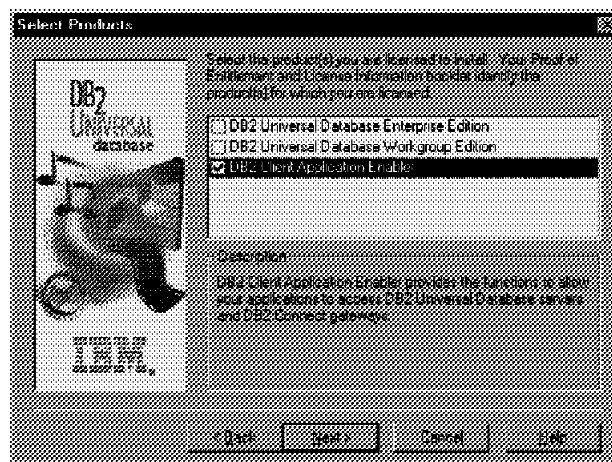 Select Products
Select the product(s) you are licensed to install. Your Proof of
Entitlement and License Information booklet identify the
product(s) for which you are licensed.
DB2
UNIVERSAL
database
DB2 Universal Database Enterprise Edition
DB2 Universal Database Workgroup Edition
DB2 Client Application Enabler
Description
DB2 Client Application Enabler provides the functions to allow
your applications to access DB2 Universal Database servers
and DB2 Connect gateways.
IBM.
< Back
Next >
Cancel
Help